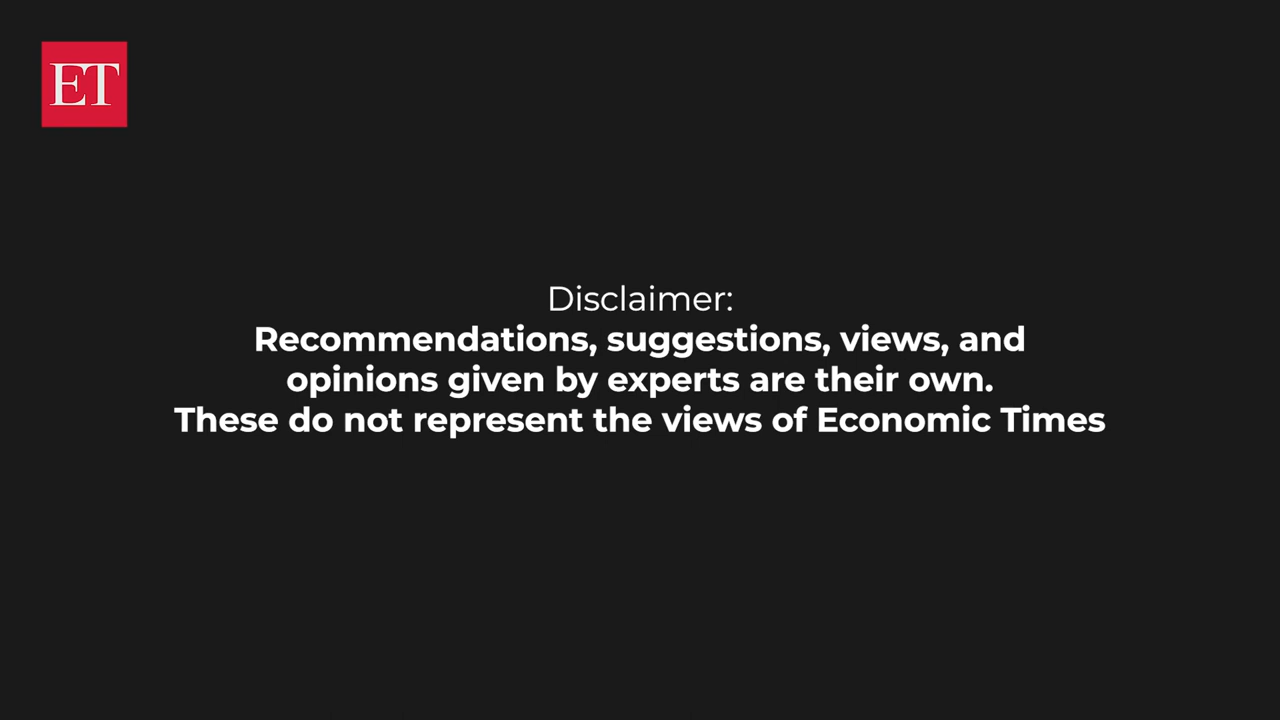 ET
Disclaimer:
Recommendations, suggestions, views, and
opinions given by experts are their own.
These do not represent the views of Economic Times